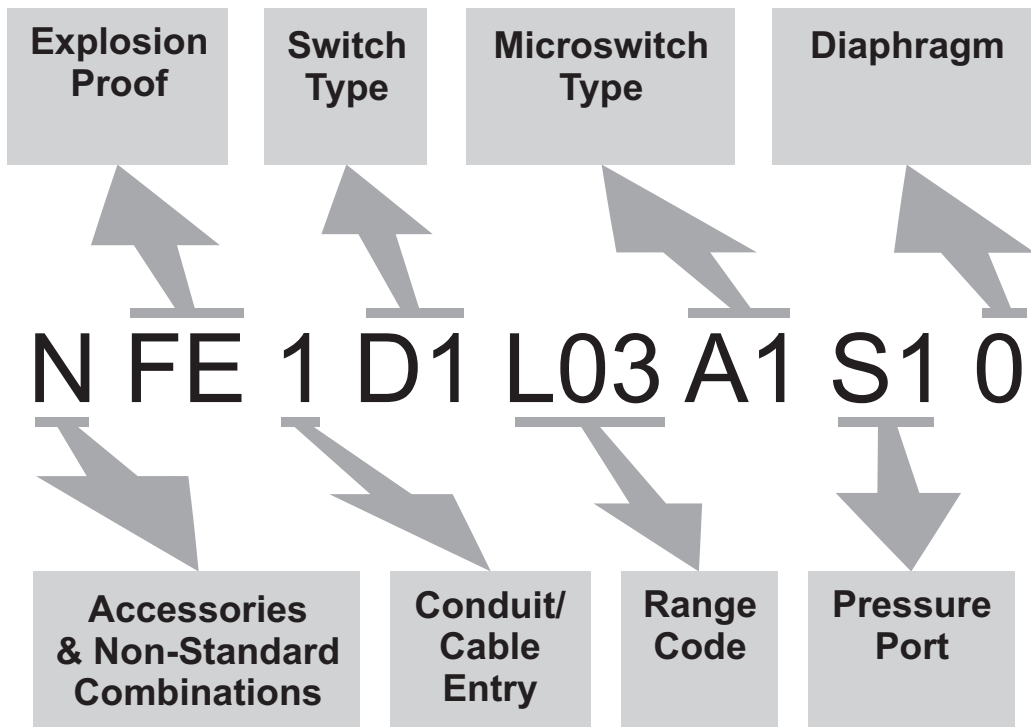 Explosion
Proof
Switch
Type
Microswitch
Type
Diaphragm
N FE 1 D1 L03 A1 S1 0
Accessories
& Non-Standard
Combinations
Conduit/
Cable
Entry
Range
Code
Pressure
Port